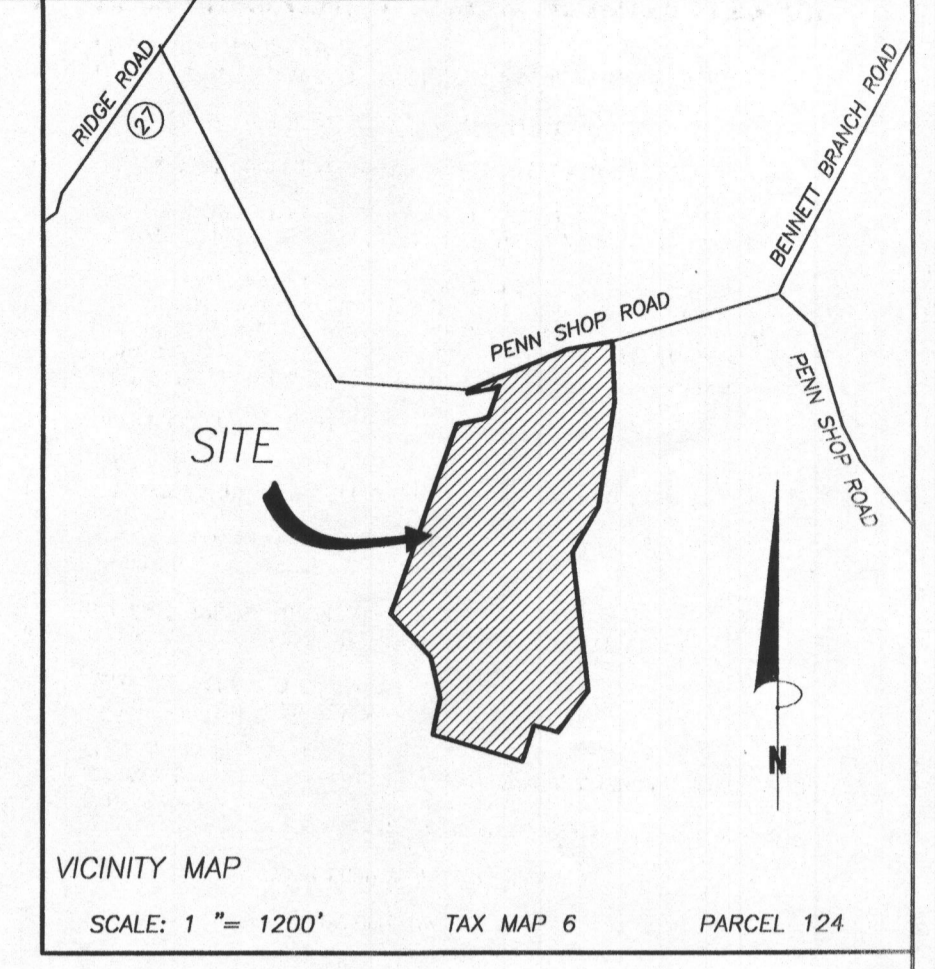 RIDGE ROAD
27
BENNETT BRANCH ROAD
PENN SHOP ROAD
PENN SHOP ROAD
SITE
N
VICINITY MAP
SCALE: 1 "= 1200' TAX MAP 6 PARCEL 124